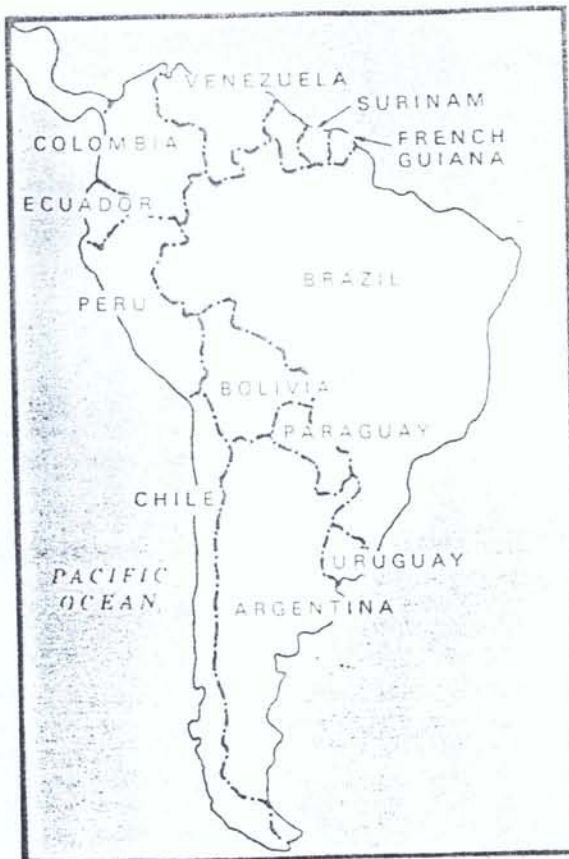 VENEZUELA
SURINAM
COLOMBIA
FRENCH
GUIANA
ECUADOR
BRAZIL
PERU
BOLIVIA
PARAGUAY
CHILE
URUGUAY
PACIFIC
OCEAN
ARGENTINA